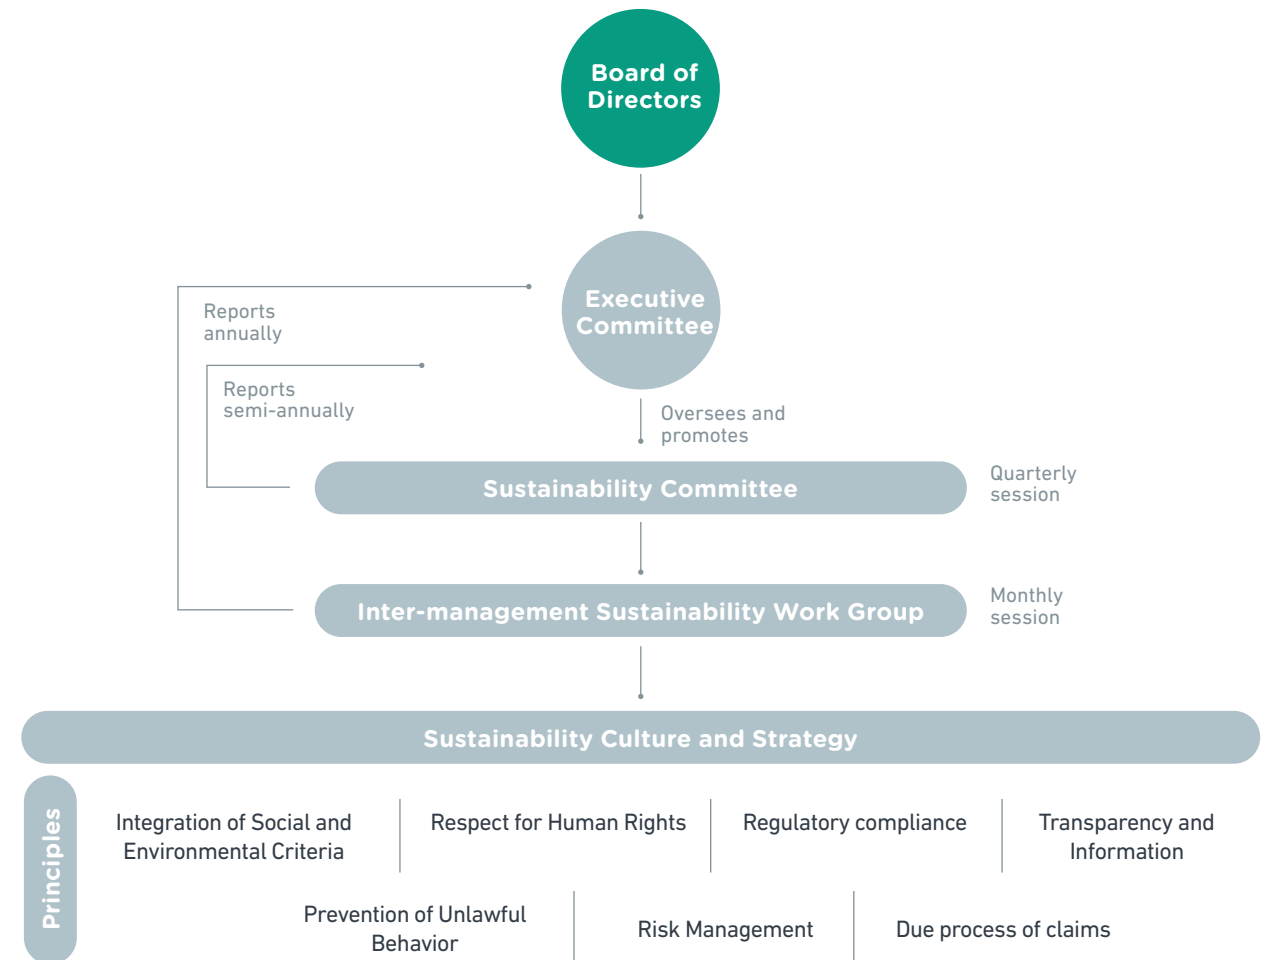 Board of
Directors
Executive
Committee
Reports
annually
Reports
semi-annually
Oversees and
promotes
Sustainability Committee
Quarterly
session
Inter-management Sustainability Work Group
Monthly
session
Sustainability Culture and Strategy
Principles
Integration of Social and
Environmental Criteria
Respect for Human Rights
Regulatory compliance
Transparency and
Information
Prevention of Unlawful
Behavior
Risk Management
Due process of claims